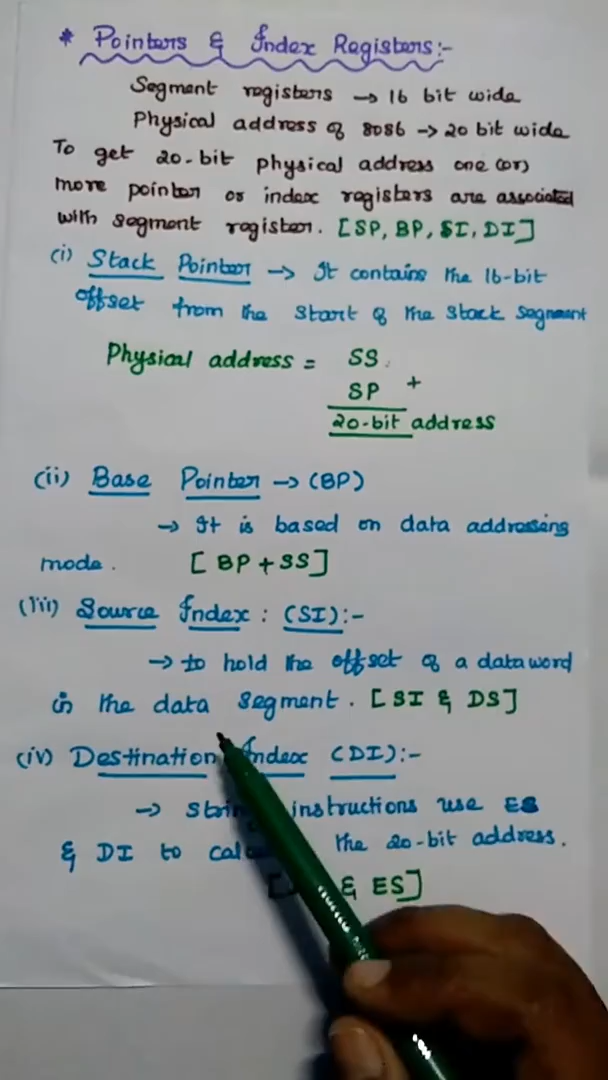 * Pointers & Index Registers:-
Segment registers → 16 bit wide
Physical address of 8086 → 20 bit wide
To get 20-bit physical address one (or)
more pointer or index registers are associated
with segment register. [SP, BP, SI, DI]
(i) Stack Pointer → It contains the 16-bit
offset from the start of the stack segment
Physical address = SS
SP +
20-bit address
(ii) Base Pointer → (BP)
→ It is based on data addressing
mode. [BP + SS]
(iii) Source Index : (SI):-
→ to hold the offset of a data word
in the data segment. [SI & DS]
(iv) Destination Index (DI):-
→ instructions use ES
& DI to the 20-bit address.
[ & ES]